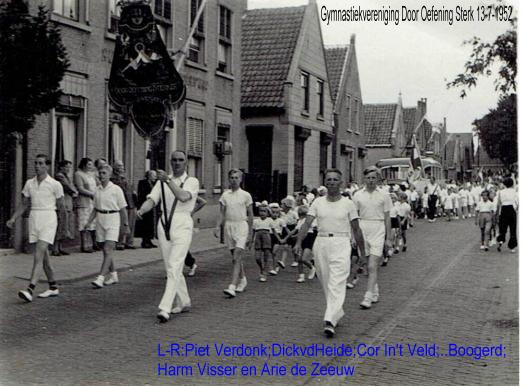 Gymnastiekvereniging Door Oefening Sterk 13-7-1952
L-R:Piet Verdonk;DickvdHeide;Cor In't Veld;..Boogerd;
Harm Visser en Arie de Zeeuw